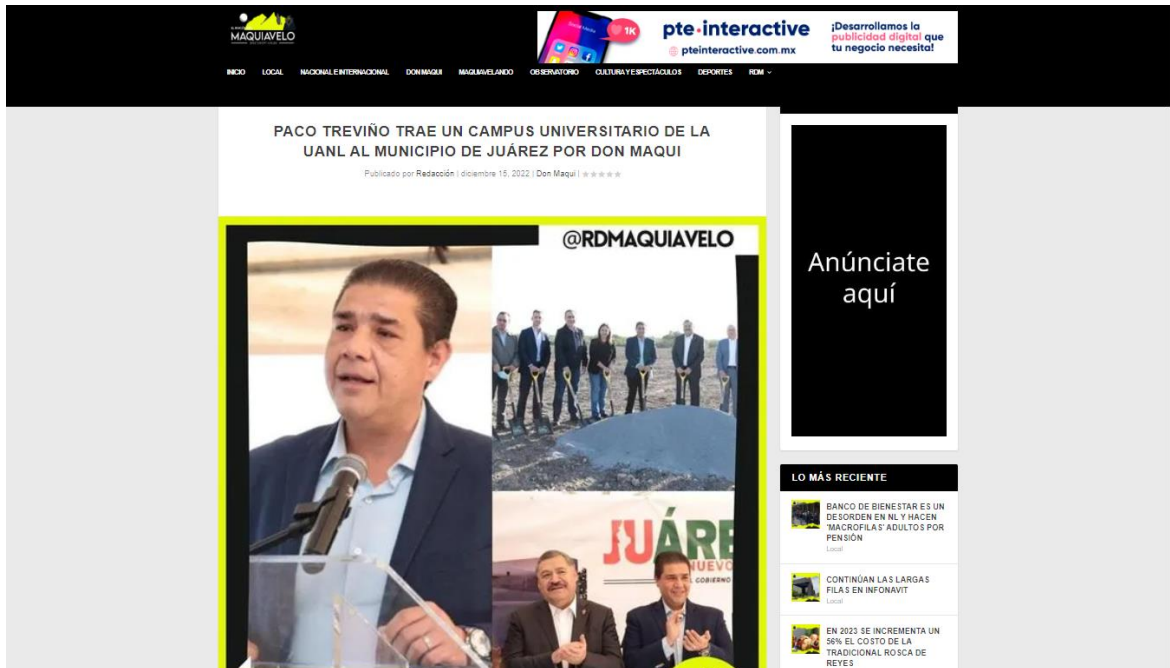 MAQUIAVELO
1K
pte-interactive
pteinteractive.com.mx
¡Desarrollamos la
publicidad digital que
tu negocio necesita!
INICIO LOCAL NACIONAL E INTERNACIONAL DON MAQUI MAQUIAVELANDO OBSERVATORIO CULTURA Y ESPECTÁCULOS DEPORTES RDM
PACO TREVIÑO TRAE UN CAMPUS UNIVERSITARIO DE LA
UANL AL MUNICIPIO DE JUÁREZ POR DON MAQUI
Publicado por Redacción | diciembre 15, 2022 | Don Maqui |
@RDMAQUIAVELO
JUÁRE
NUEVO
L GOBIERNO
Anúnciate
aquí
LO MÁS RECIENTE
BANCO DE BIENESTAR ES UN
DESORDEN EN NL Y HACEN
'MACROFILAS' ADULTOS POR
PENSIÓN
Local
CONTINÚAN LAS LARGAS
FILAS EN INFONAVIT
Local
EN 2023 SE INCREMENTA UN
56% EL COSTO DE LA
TRADICIONAL ROSCA DE
REYES